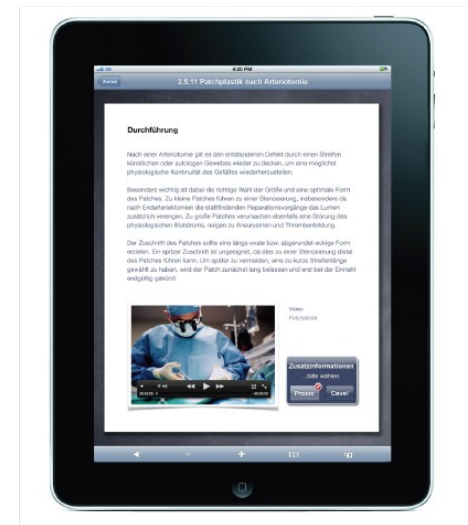 4:20 PM
Zurück
3.5.11 Patchplastik nach Arteriotomie
Durchführung
Nach einer Arteriotomie gilt es den entstandenen Defekt durch einen Streifen
künstlichen oder autologen Gewebes wieder zu decken, um eine möglichst
physiologische Kontinuität des Gefäßes wiederherzustellen.
Besonders wichtig ist dabei die richtige Wahl der Größe und eine optimale Form
des Patches. Zu kleine Patches führen zu einer Stenosierung, insbesondere da
nach Endarteriektomien die stattfindenden Reparationsvorgänge das Lumen
zusätzlich verengen. Zu große Patches verursachen ebenfalls eine Störung des
physiologischen Blutstroms, neigen zu Aneurysmen und Thrombenbildung.
Der Zuschnitt des Patches sollte eine längs-ovale bzw. abgerundet-eckige Form
erzielen. Ein spitzer Zuschnitt ist ungeeignet, da dies zu einer Stenosierung distal
des Patches führen kann. Um später zu vermeiden, eine zu kurze Streifenlänge
gewählt zu haben, wird der Patch zunächst lang belassen und erst bei der Einnaht
endgültig gekürzt.
Video
Patchplastik
Zusatzinformationen
bitte wählen
Praxis
Cave!